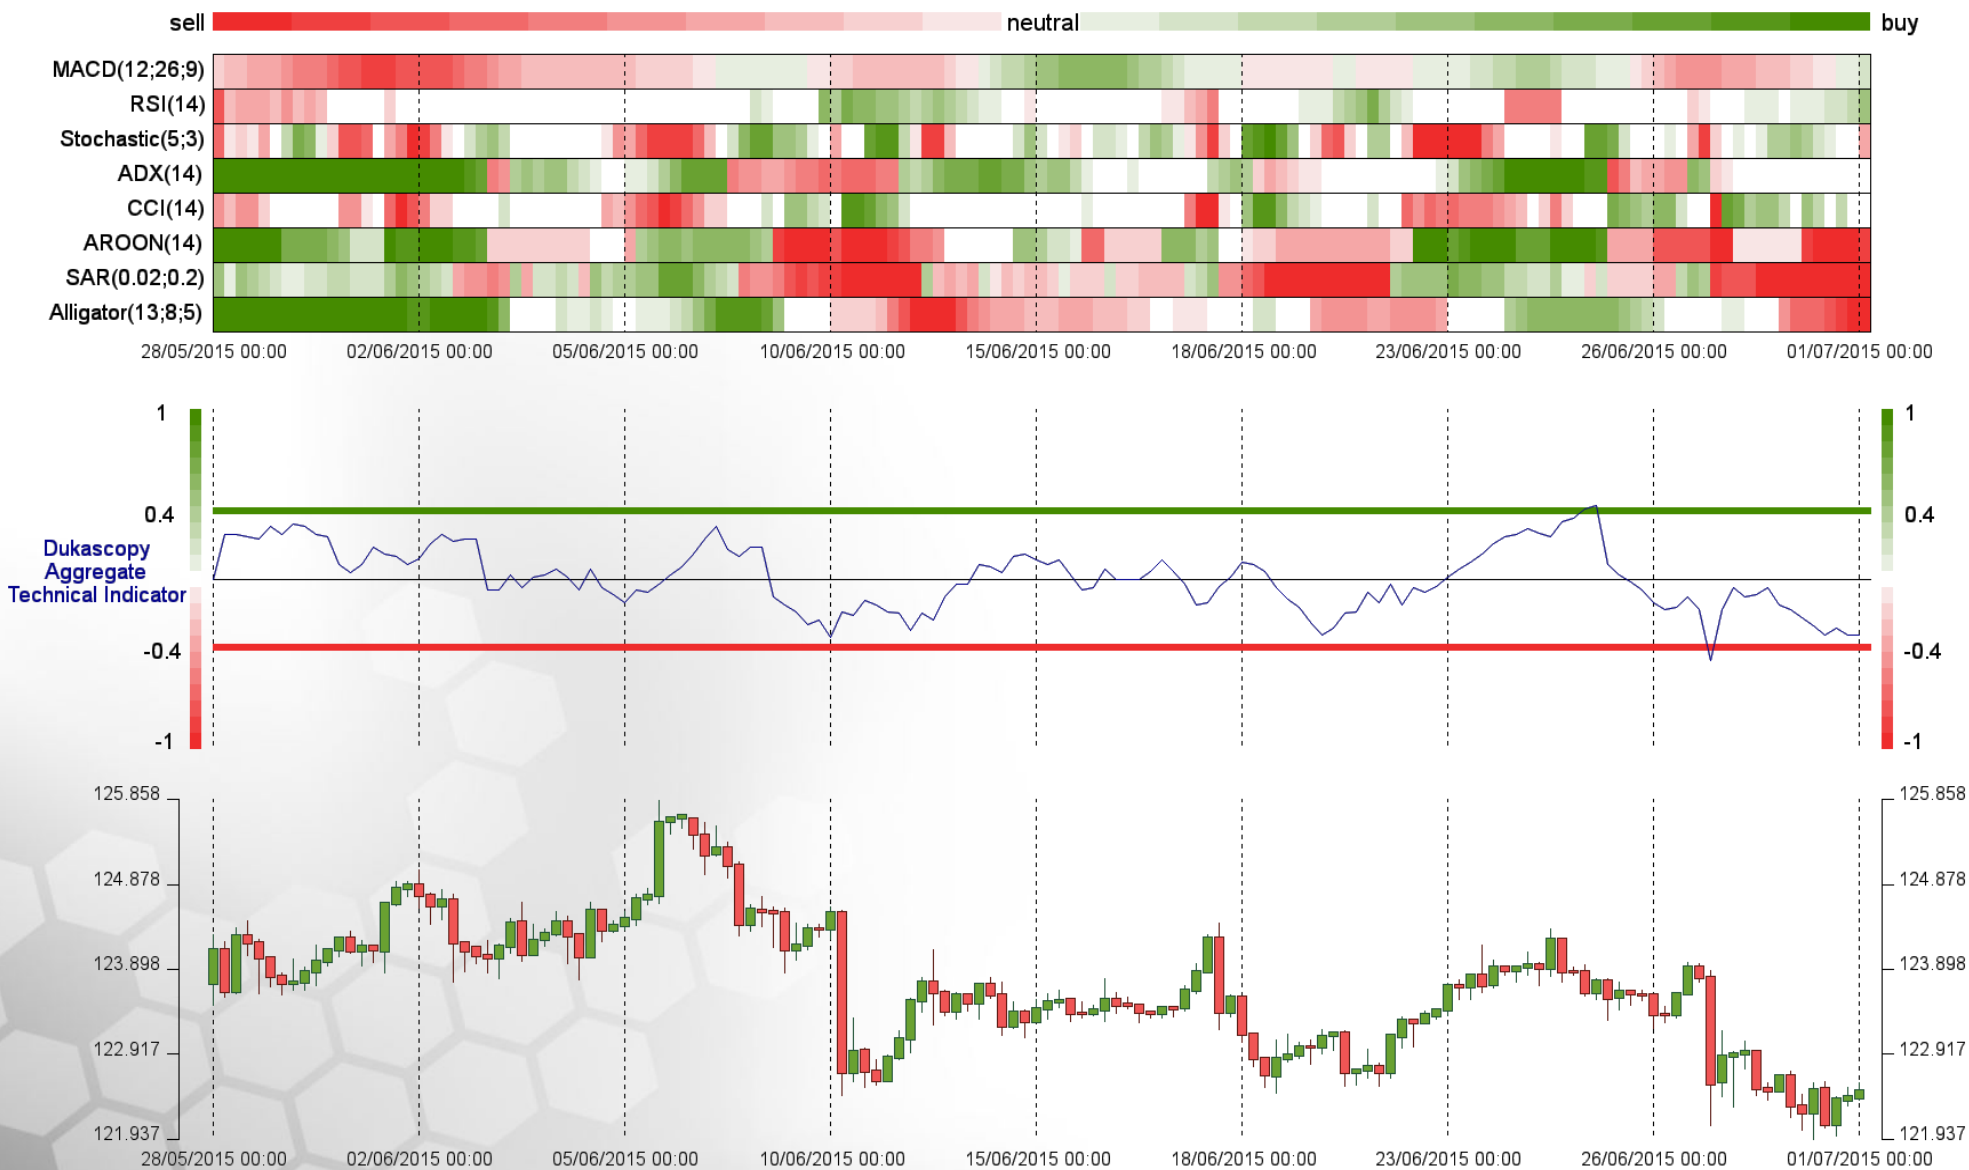 sell neutral buy
MACD(12;26;9)
RSI(14)
Stochastic(5;3)
ADX(14)
CCI(14)
AROON(14)
SAR(0.02;0.2)
Alligator(13;8;5)
28/05/2015 00:00 02/06/2015 00:00 05/06/2015 00:00 10/06/2015 00:00 15/06/2015 00:00 18/06/2015 00:00 23/06/2015 00:00 26/06/2015 00:00 01/07/2015 00:00
1 1
0.4 0.4
Dukascopy
Aggregate
Technical Indicator
-0.4 -0.4
-1 -1
125.858 125.858
124.878 124.878
123.898 123.898
122.917 122.917
121.937 121.937
28/05/2015 00:00 02/06/2015 00:00 05/06/2015 00:00 10/06/2015 00:00 15/06/2015 00:00 18/06/2015 00:00 23/06/2015 00:00 26/06/2015 00:00 01/07/2015 00:00